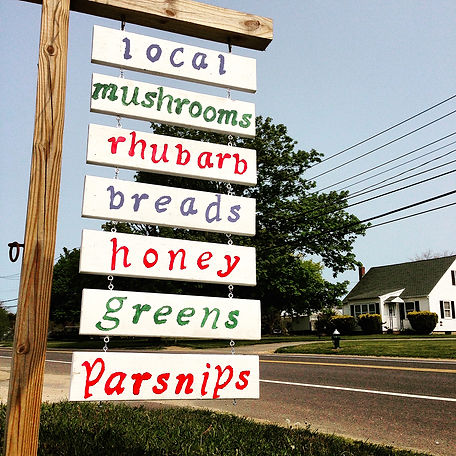 local
mushrooms
rhubarb
breads
honey
greens
parsnips